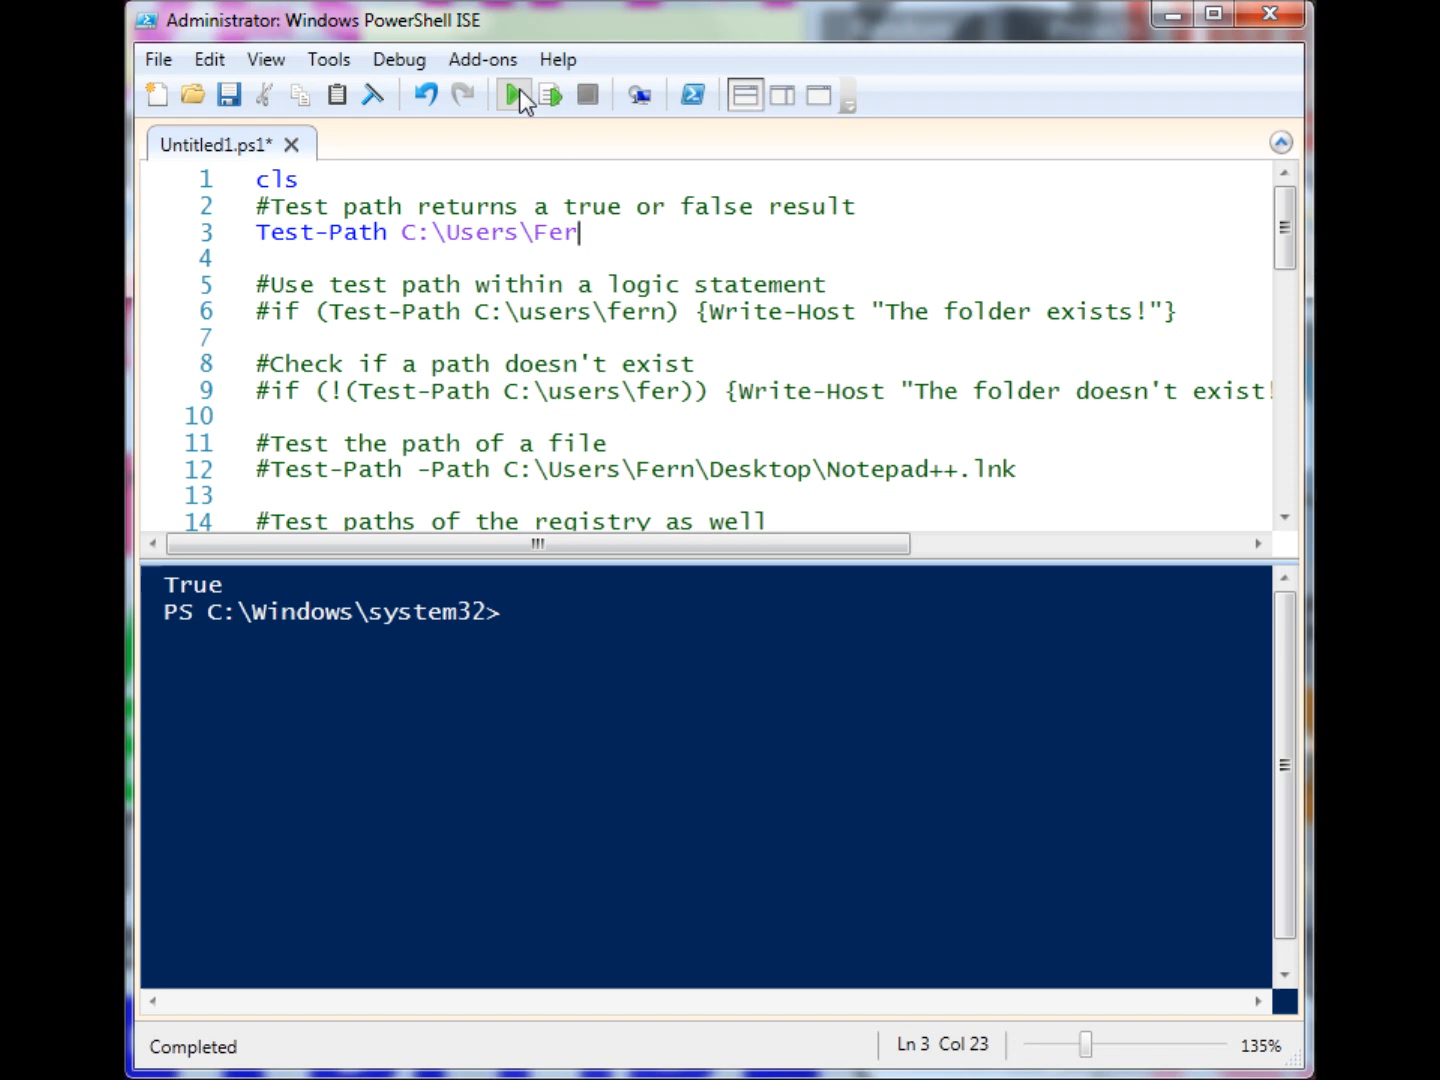 Administrator: Windows PowerShell ISE
File Edit View Tools Debug Add-ons Help
Untitled1.ps1*
1 cls
2 #Test path returns a true or false result
3 Test-Path C:\Users\Fer
4
5 #Use test path within a logic statement
6 #if (Test-Path C:\users\fern) {Write-Host "The folder exists!"}
7
8 #Check if a path doesn't exist
9 #if (!(Test-Path C:\users\fer)) {Write-Host "The folder doesn't exist!
10
11 #Test the path of a file
12 #Test-Path -Path C:\Users\Fern\Desktop\Notepad++.lnk
13
14 #Test paths of the registry as well
True
PS C:\Windows\system32>
Completed
Ln 3 Col 23
135%